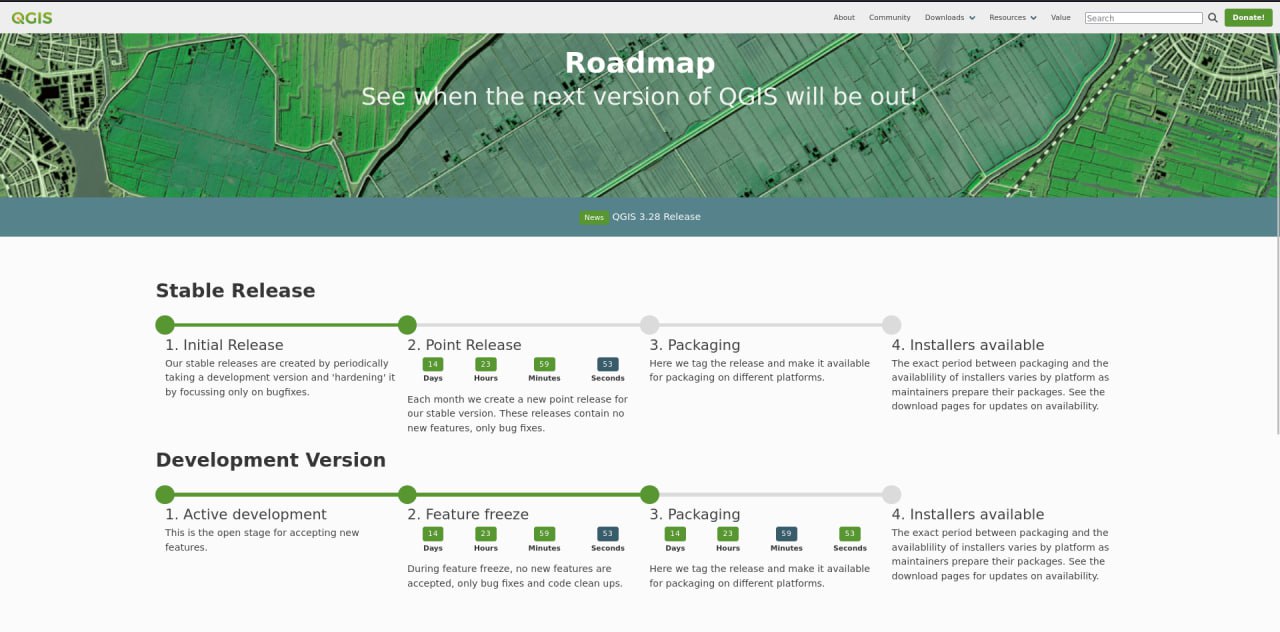 QGIS
About Community Downloads Resources Value Search Donate!
Roadmap
See when the next version of QGIS will be out!
News QGIS 3.28 Release
Stable Release
1. Initial Release
Our stable releases are created by periodically
taking a development version and 'hardening' it
by focussing only on bugfixes.
2. Point Release
14 23 59 53
Days Hours Minutes Seconds
Each month we create a new point release for
our stable version. These releases contain no
new features, only bug fixes.
3. Packaging
Here we tag the release and make it available
for packaging on different platforms.
4. Installers available
The exact period between packaging and the
availablility of installers varies by platform as
maintainers prepare their packages. See the
download pages for updates on availability.
Development Version
1. Active development
This is the open stage for accepting new
features.
2. Feature freeze
14 23 59 53
Days Hours Minutes Seconds
During feature freeze, no new features are
accepted, only bug fixes and code clean ups.
3. Packaging
14 23 59 53
Days Hours Minutes Seconds
Here we tag the release and make it available
for packaging on different platforms.
4. Installers available
The exact period between packaging and the
availablility of installers varies by platform as
maintainers prepare their packages. See the
download pages for updates on availability.